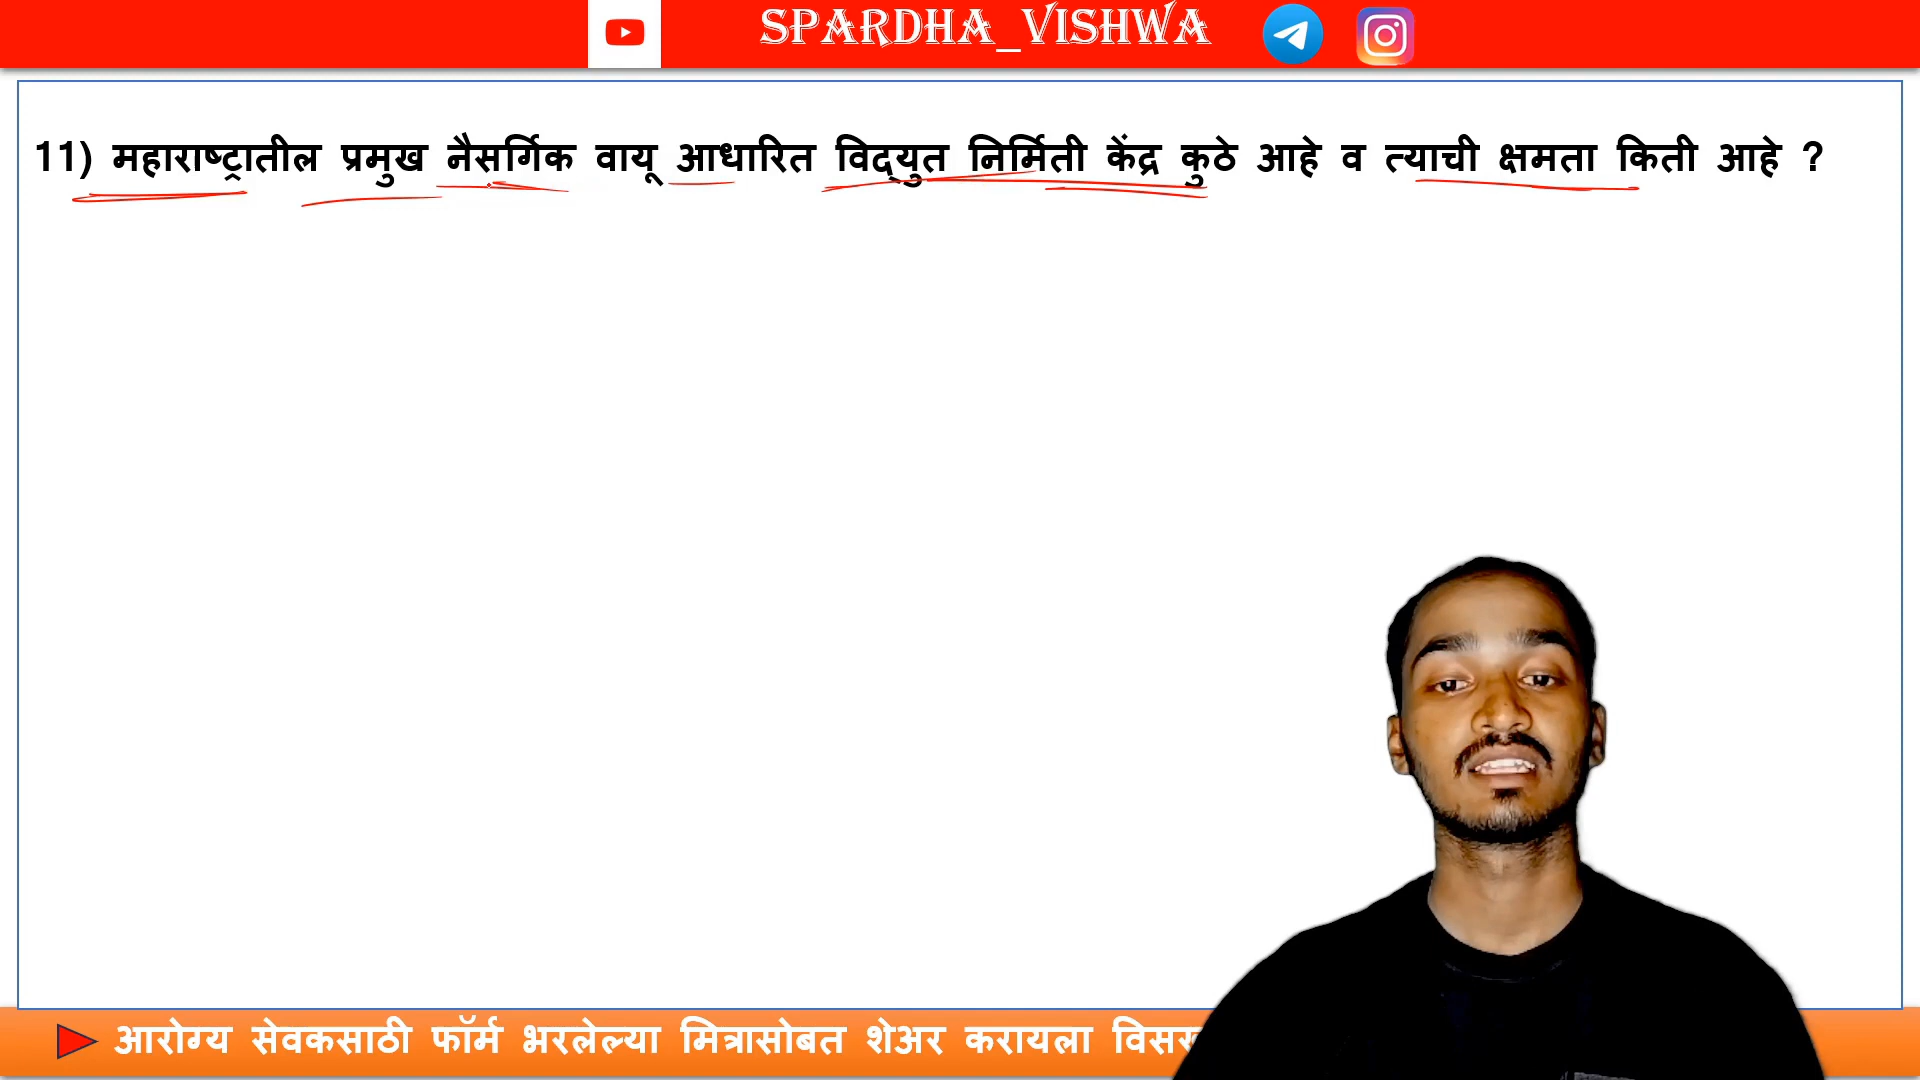 SPARDHA_VISHWA
11) महाराष्ट्रातील प्रमुख नैसर्गिक वायू आधारित विद्युत निर्मिती केंद्र कुठे आहे व त्याची क्षमता किती आहे ?
आरोग्य सेवकसाठी फॉर्म भरलेल्या मित्रासोबत शेअर करायला